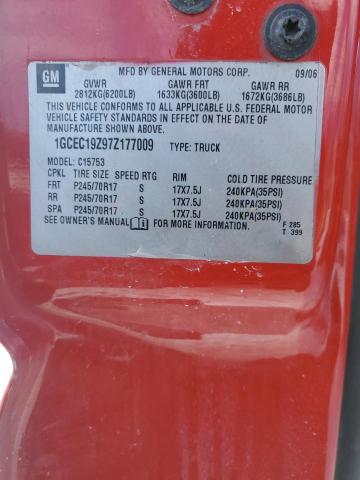 GM
MFD BY GENERAL MOTORS CORP. 09/06
GVWR GAWR FRT GAWR RR
2812KG(6200LB) 1633KG(3600LB) 1672KG(3686LB)
THIS VEHICLE CONFORMS TO ALL APPLICABLE U.S. FEDERAL MOTOR
VEHICLE SAFETY STANDARDS IN EFFECT ON THE DATE OF
MANUFACTURE SHOWN ABOVE.
1GCEC19Z97Z177009 TYPE: TRUCK
MODEL: C15753
CPKL TIRE SIZE SPEED RTG RIM COLD TIRE PRESSURE
FRT P245/70R17 S 17X7.5J 240KPA(35PSI)
RR P245/70R17 S 17X7.5J 240KPA(35PSI)
SPA P245/70R17 S 17X7.5J 240KPA(35PSI)
SEE OWNER'S MANUAL FOR MORE INFORMATION. F 285
T 399